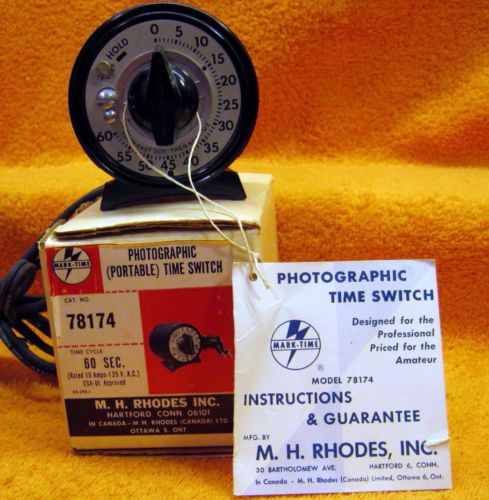 HOLD
0
5
10
15
20
25
30
35
40
45
50
55
60
MARK-TIME
PHOTOGRAPHIC
(PORTABLE) TIME SWITCH
CAT. NO.
78174
TIME CYCLE
60 SEC.
(Rated 10 Amps-125 V. A.C.)
CSA-UL Approved
M. H. RHODES INC.
HARTFORD CONN 06101
IN CANADA - M. H. RHODES (CANADA) LTD
OTTAWA 5, ONT.
PHOTOGRAPHIC
TIME SWITCH
Designed for the
Professional
Priced for the
Amateur
MARK-TIME
®
MODEL 78174
INSTRUCTIONS
& GUARANTEE
MFG. BY
M. H. RHODES, INC.
30 BARTHOLOMEW AVE. HARTFORD 6, CONN.
In Canada - M. H. Rhodes (Canada) Limited, Ottawa 6, Ont.